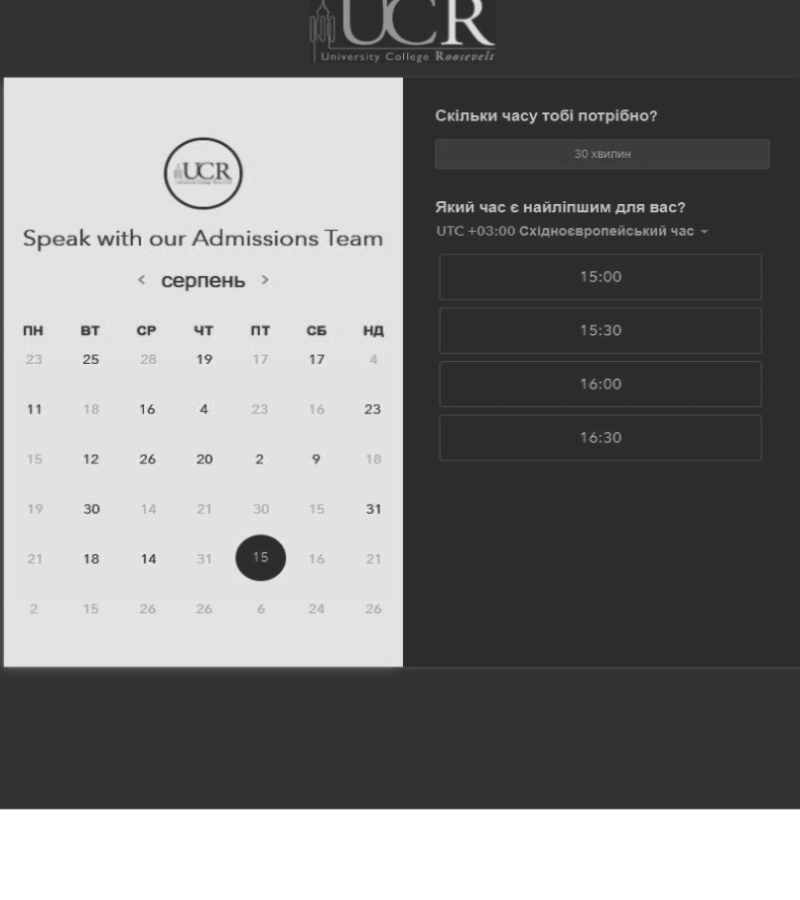 UCR
University College Roosevelt
UCR
Speak with our Admissions Team
< серпень >
ПН ВТ СР ЧТ ПТ СБ НД
23 25 28 19 17 17 4
11 18 16 4 23 16 23
15 12 26 20 2 9 18
19 30 14 21 30 15 31
21 18 14 31 15 16 21
2 15 26 26 6 24 26
Скільки часу тобі потрібно?
30 хвилин
Який час є найліпшим для вас?
UTC +03:00 Східноєвропейський час
15:00
15:30
16:00
16:30